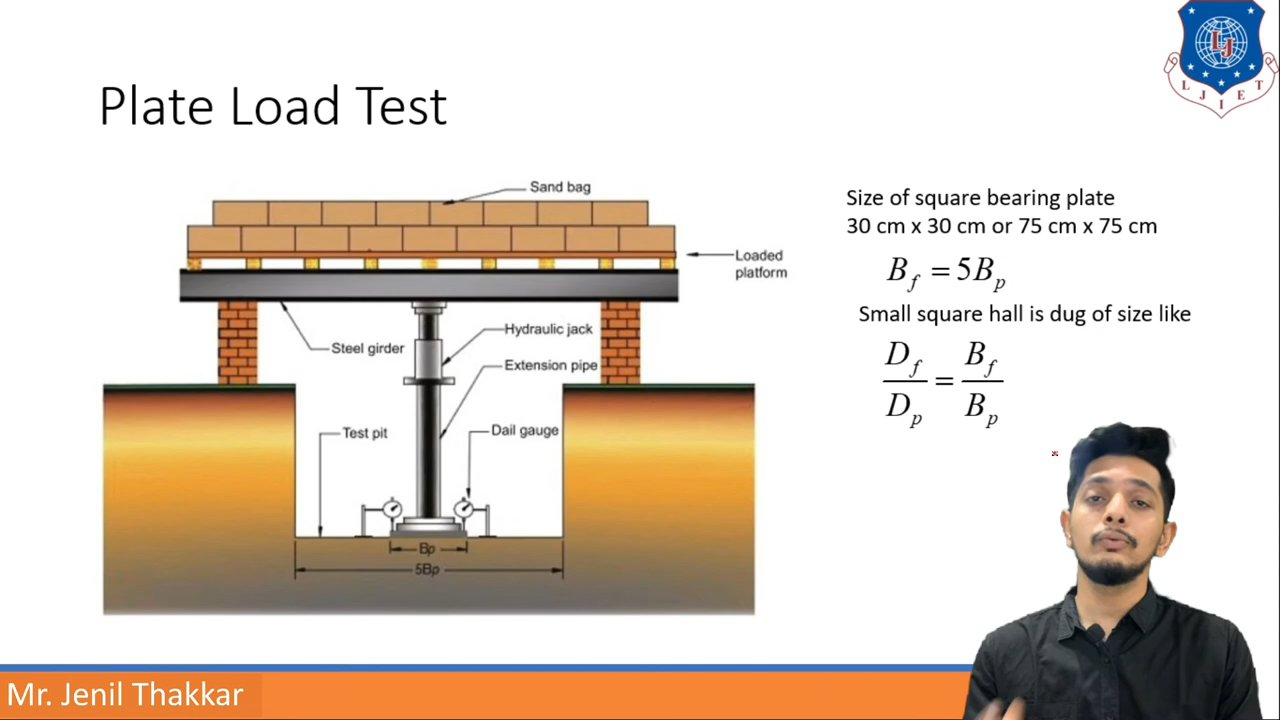 Plate Load Test
L J I E T
LJ
Sand bag
Loaded
platform
Hydraulic jack
Steel girder
Extension pipe
Test pit
Dail gauge
Bp
5Bp
Size of square bearing plate
30 cm x 30 cm or 75 cm x 75 cm
B_f = 5B_p
Small square hall is dug of size like
D_f / D_p = B_f / B_p
Mr. Jenil Thakkar